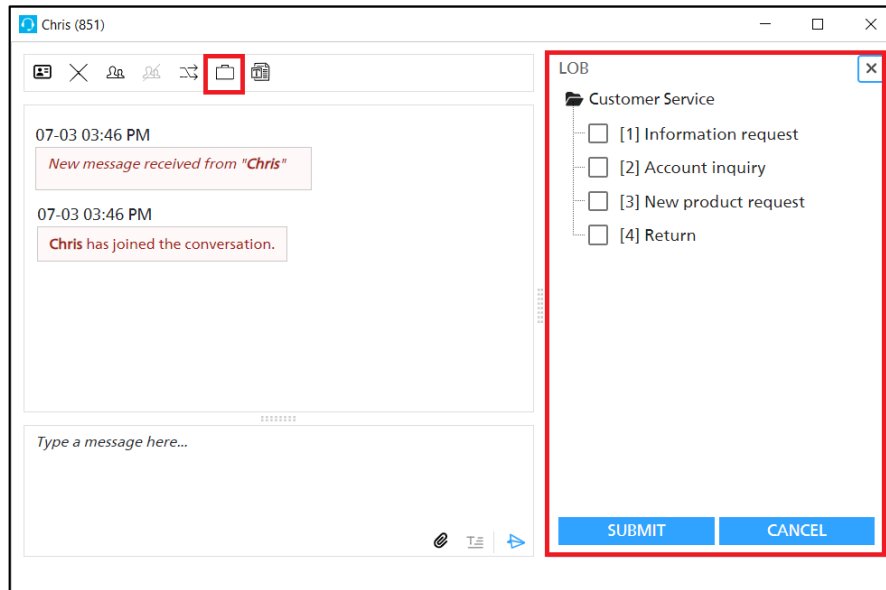 Chris (851)
07-03 03:46 PM
New message received from "Chris"
07-03 03:46 PM
Chris has joined the conversation.
Type a message here...
LOB
Customer Service
[1] Information request
[2] Account inquiry
[3] New product request
[4] Return
SUBMIT CANCEL